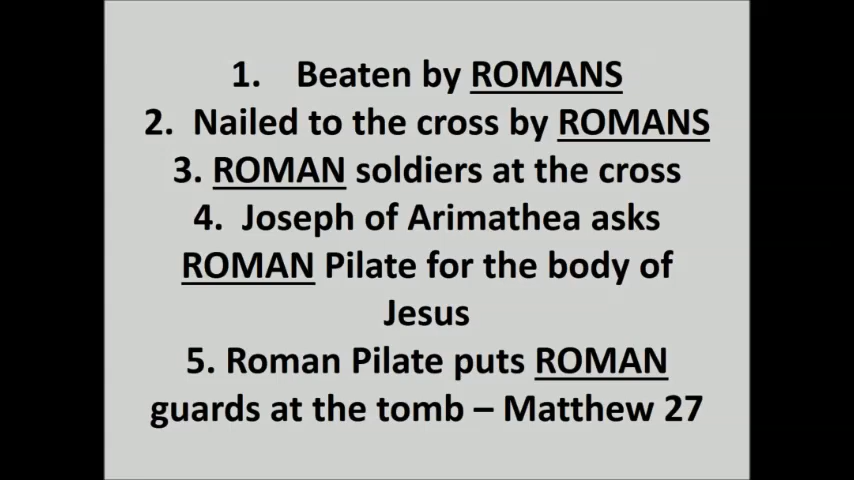 1. Beaten by ROMANS
2. Nailed to the cross by ROMANS
3. ROMAN soldiers at the cross
4. Joseph of Arimathea asks
ROMAN Pilate for the body of
Jesus
5. Roman Pilate puts ROMAN
guards at the tomb – Matthew 27